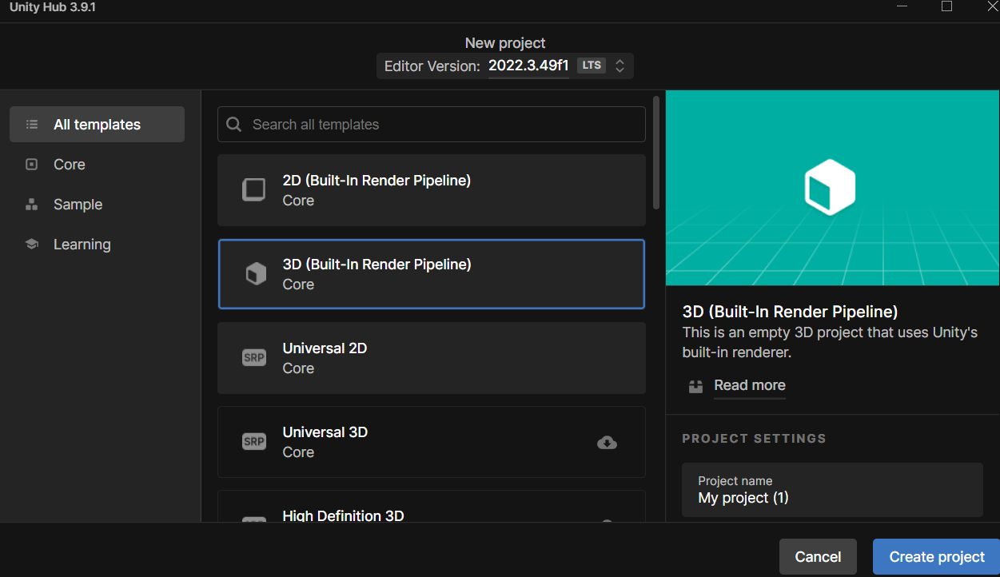 Unity Hub 3.9.1
New project
Editor Version: 2022.3.49f1 LTS
All templates
Core
Sample
Learning
Search all templates
2D (Built-In Render Pipeline)
Core
3D (Built-In Render Pipeline)
Core
SRP
Universal 2D
Core
SRP
Universal 3D
Core
High Definition 3D
3D (Built-In Render Pipeline)
This is an empty 3D project that uses Unity's
built-in renderer.
Read more
PROJECT SETTINGS
Project name
My project (1)
Cancel
Create project